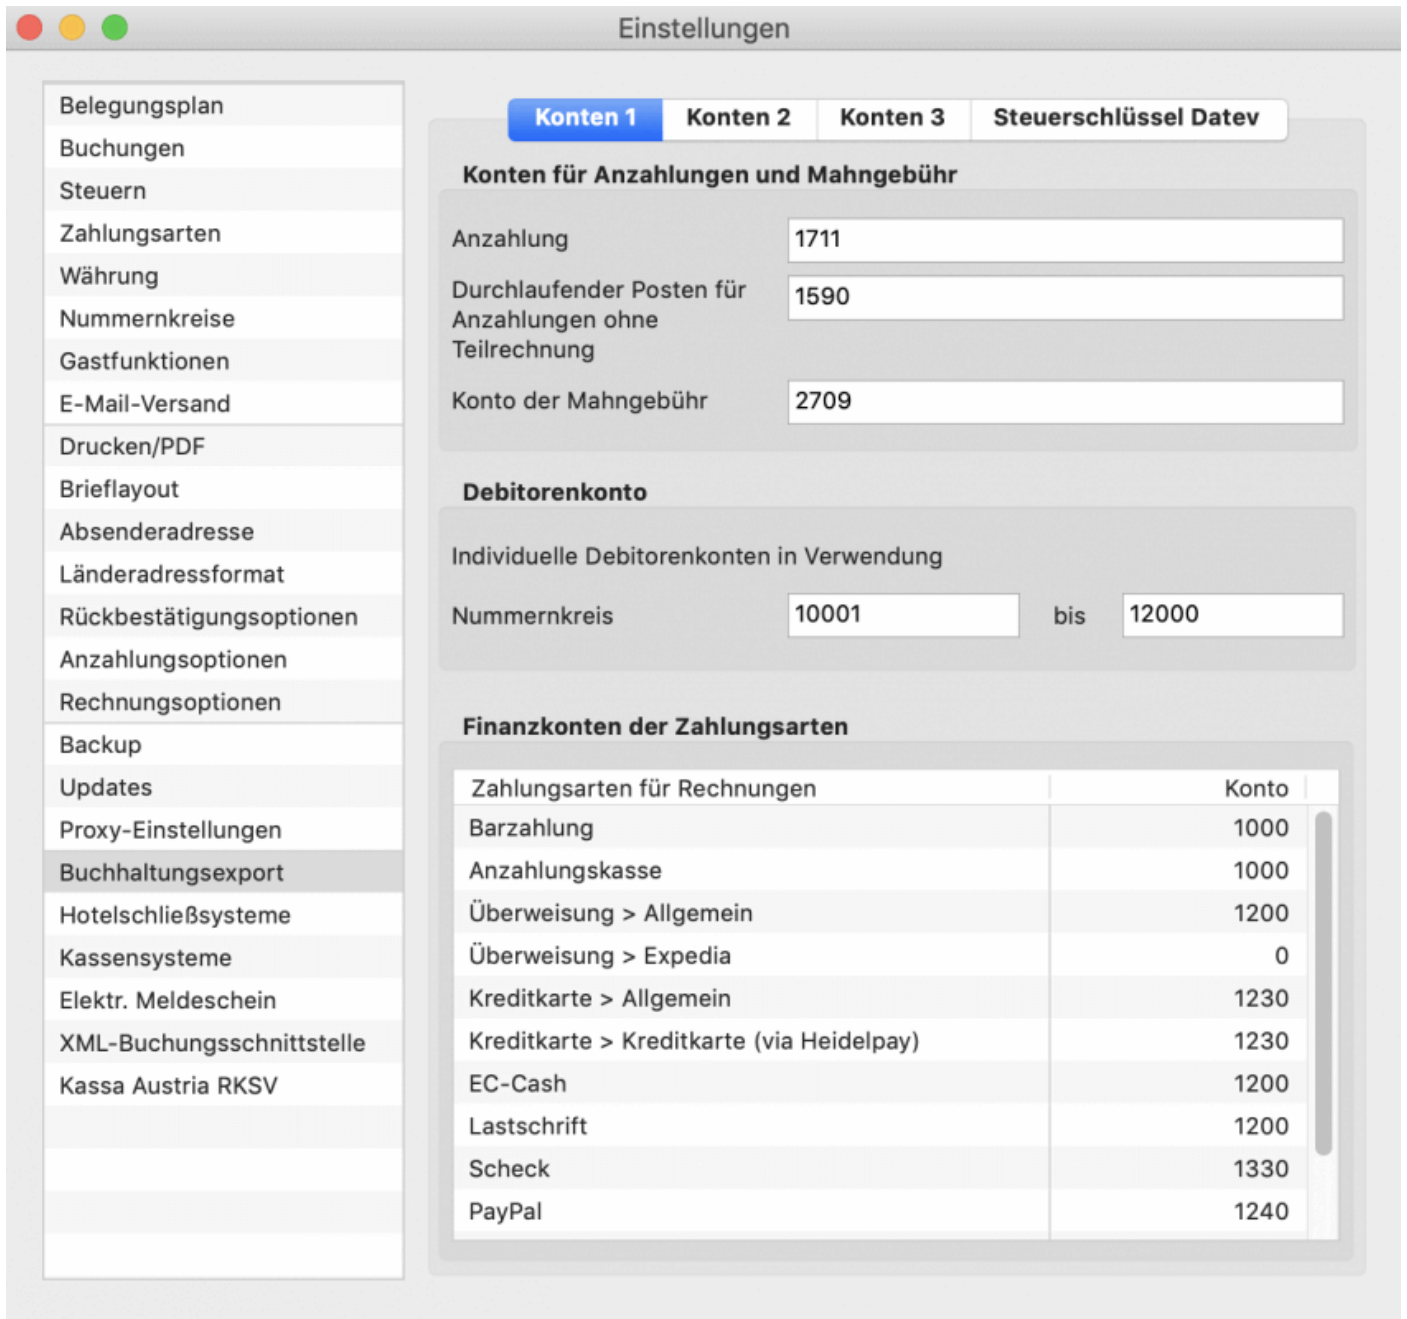 Einstellungen
Belegungsplan
Buchungen
Steuern
Zahlungsarten
Währung
Nummernkreise
Gastfunktionen
E-Mail-Versand
Drucken/PDF
Brieflayout
Absenderadresse
Länderadressformat
Rückbestätigungsoptionen
Anzahlungsoptionen
Rechnungsoptionen
Backup
Updates
Proxy-Einstellungen
Buchhaltungsexport
Hotelschließsysteme
Kassensysteme
Elektr. Meldeschein
XML-Buchungsschnittstelle
Kassa Austria RKSV
Konten 1 Konten 2 Konten 3 Steuerschlüssel Datev
Konten für Anzahlungen und Mahngebühr
Anzahlung 1711
Durchlaufender Posten für 1590
Anzahlungen ohne
Teilrechnung
Konto der Mahngebühr 2709
Debitorenkonto
Individuelle Debitorenkonten in Verwendung
Nummernkreis 10001 bis 12000
Finanzkonten der Zahlungsarten
Zahlungsarten für Rechnungen Konto
Barzahlung 1000
Anzahlungskasse 1000
Überweisung > Allgemein 1200
Überweisung > Expedia 0
Kreditkarte > Allgemein 1230
Kreditkarte > Kreditkarte (via Heidelpay) 1230
EC-Cash 1200
Lastschrift 1200
Scheck 1330
PayPal 1240